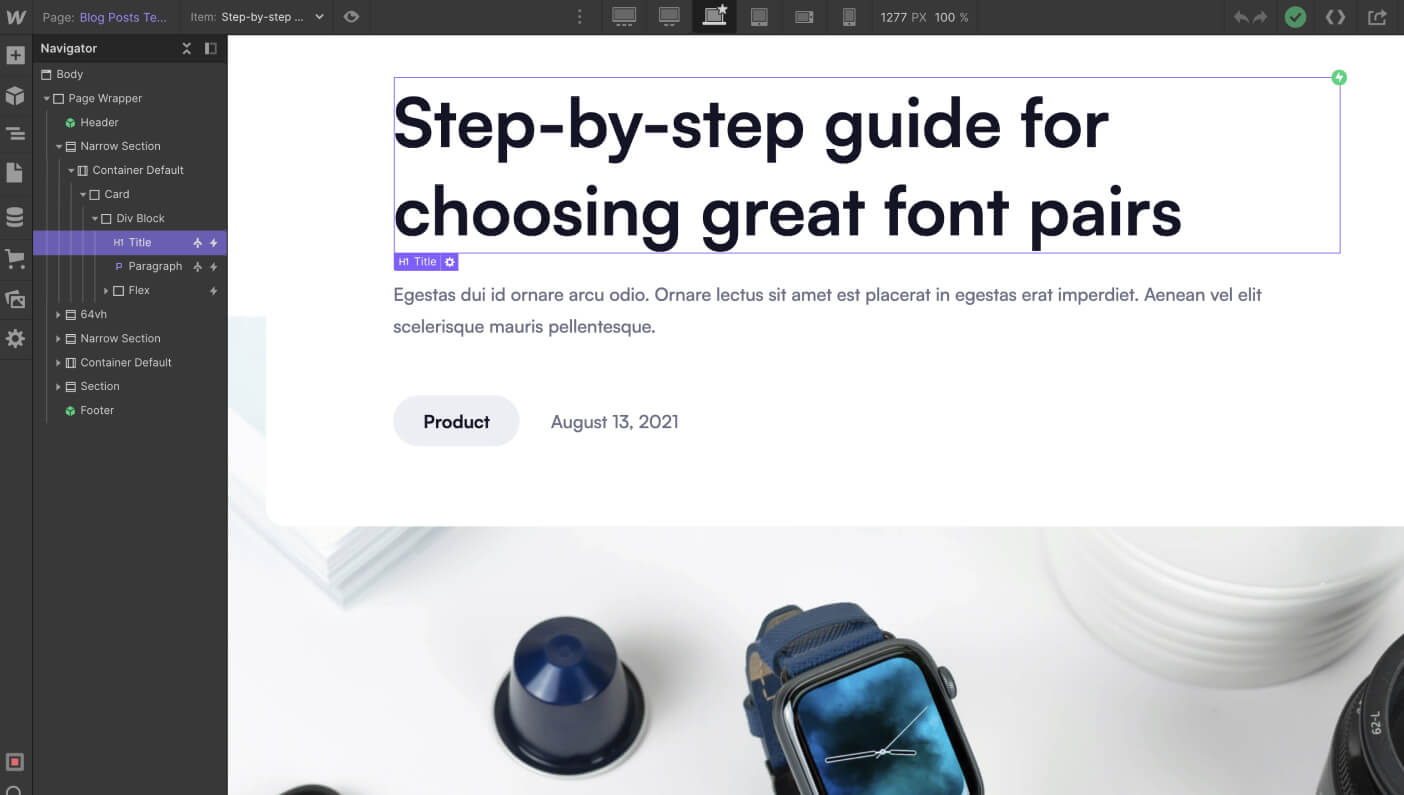 Page: Blog Posts Te...
Item: Step-by-step ...
1277 PX 100 %
Navigator
Body
Page Wrapper
Header
Narrow Section
Container Default
Card
Div Block
H1 Title
P Paragraph
Flex
64vh
Narrow Section
Container Default
Section
Footer
Step-by-step guide for
choosing great font pairs
H1 Title
Egestas dui id ornare arcu odio. Ornare lectus sit amet est placerat in egestas erat imperdiet. Aenean vel elit
scelerisque mauris pellentesque.
Product August 13, 2021
62-L